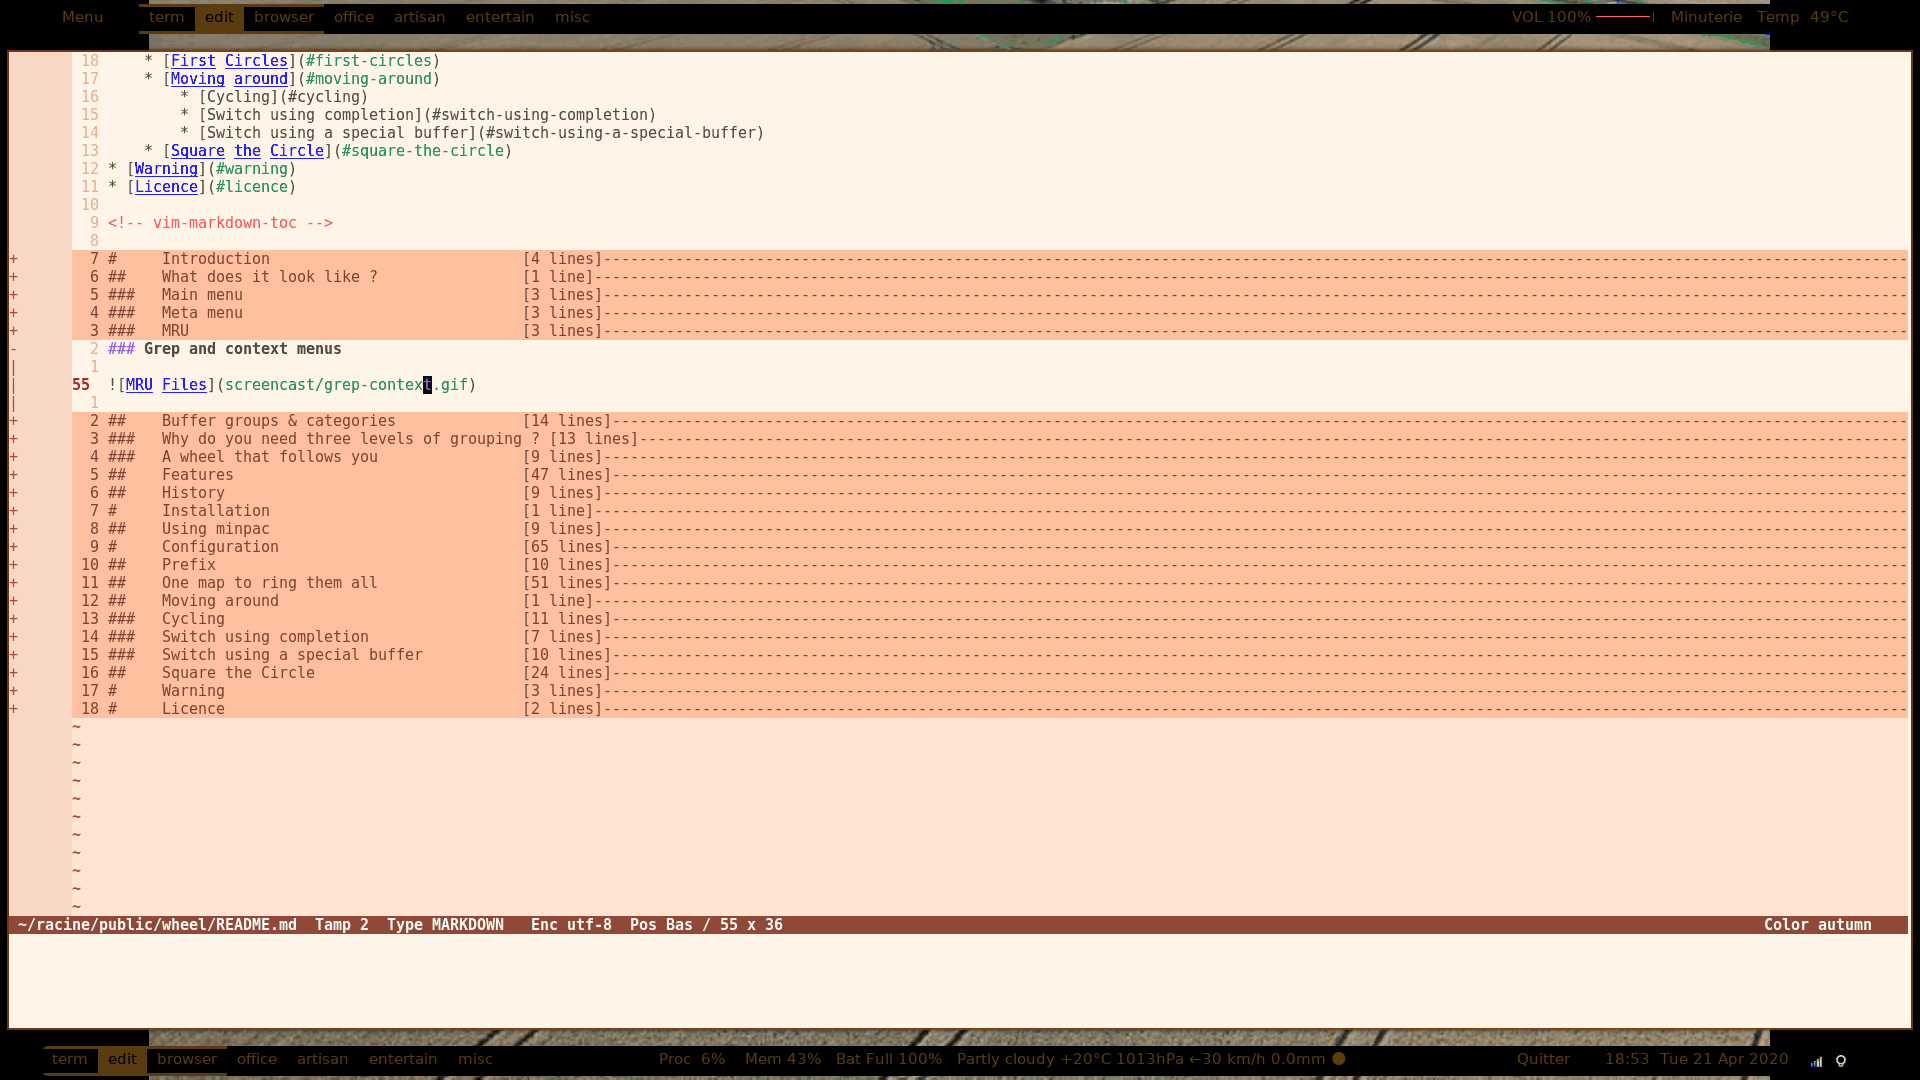 Menu term edit browser office artisan entertain misc VOL 100% Minuterie Temp 49°C
18     * [First Circles](#first-circles)
17     * [Moving around](#moving-around)
16         * [Cycling](#cycling)
15         * [Switch using completion](#switch-using-completion)
14         * [Switch using a special buffer](#switch-using-a-special-buffer)
13     * [Square the Circle](#square-the-circle)
12 * [Warning](#warning)
11 * [Licence](#licence)
10
9 <!-- vim-markdown-toc -->
8
+ 7 #     Introduction [4 lines]---
+ 6 ##    What does it look like ? [1 line]---
+ 5 ###   Main menu [3 lines]---
+ 4 ###   Meta menu [3 lines]---
+ 3 ###   MRU [3 lines]---
- 2 ### Grep and context menus
| 1
| 55 ![MRU Files](screencast/grep-context.gif)
| 1
+ 2 ##    Buffer groups & categories [14 lines]---
+ 3 ###   Why do you need three levels of grouping ? [13 lines]---
+ 4 ###   A wheel that follows you [9 lines]---
+ 5 ##    Features [47 lines]---
+ 6 ##    History [9 lines]---
+ 7 #     Installation [1 line]---
+ 8 ##    Using minpac [9 lines]---
+ 9 #     Configuration [65 lines]---
+ 10 ##    Prefix [10 lines]---
+ 11 ##    One map to ring them all [51 lines]---
+ 12 ##    Moving around [1 line]---
+ 13 ###   Cycling [11 lines]---
+ 14 ###   Switch using completion [7 lines]---
+ 15 ###   Switch using a special buffer [10 lines]---
+ 16 ##    Square the Circle [24 lines]---
+ 17 #     Warning [3 lines]---
+ 18 #     Licence [2 lines]---
~
~
~
~
~
~
~
~
~
~
~
~/racine/public/wheel/README.md  Tamp 2  Type MARKDOWN   Enc utf-8  Pos Bas / 55 x 36 Color autumn
term edit browser office artisan entertain misc Proc 6% Mem 43% Bat Full 100% Partly cloudy +20°C 1013hPa ←30 km/h 0.0mm Quitter 18:53 Tue 21 Apr 2020